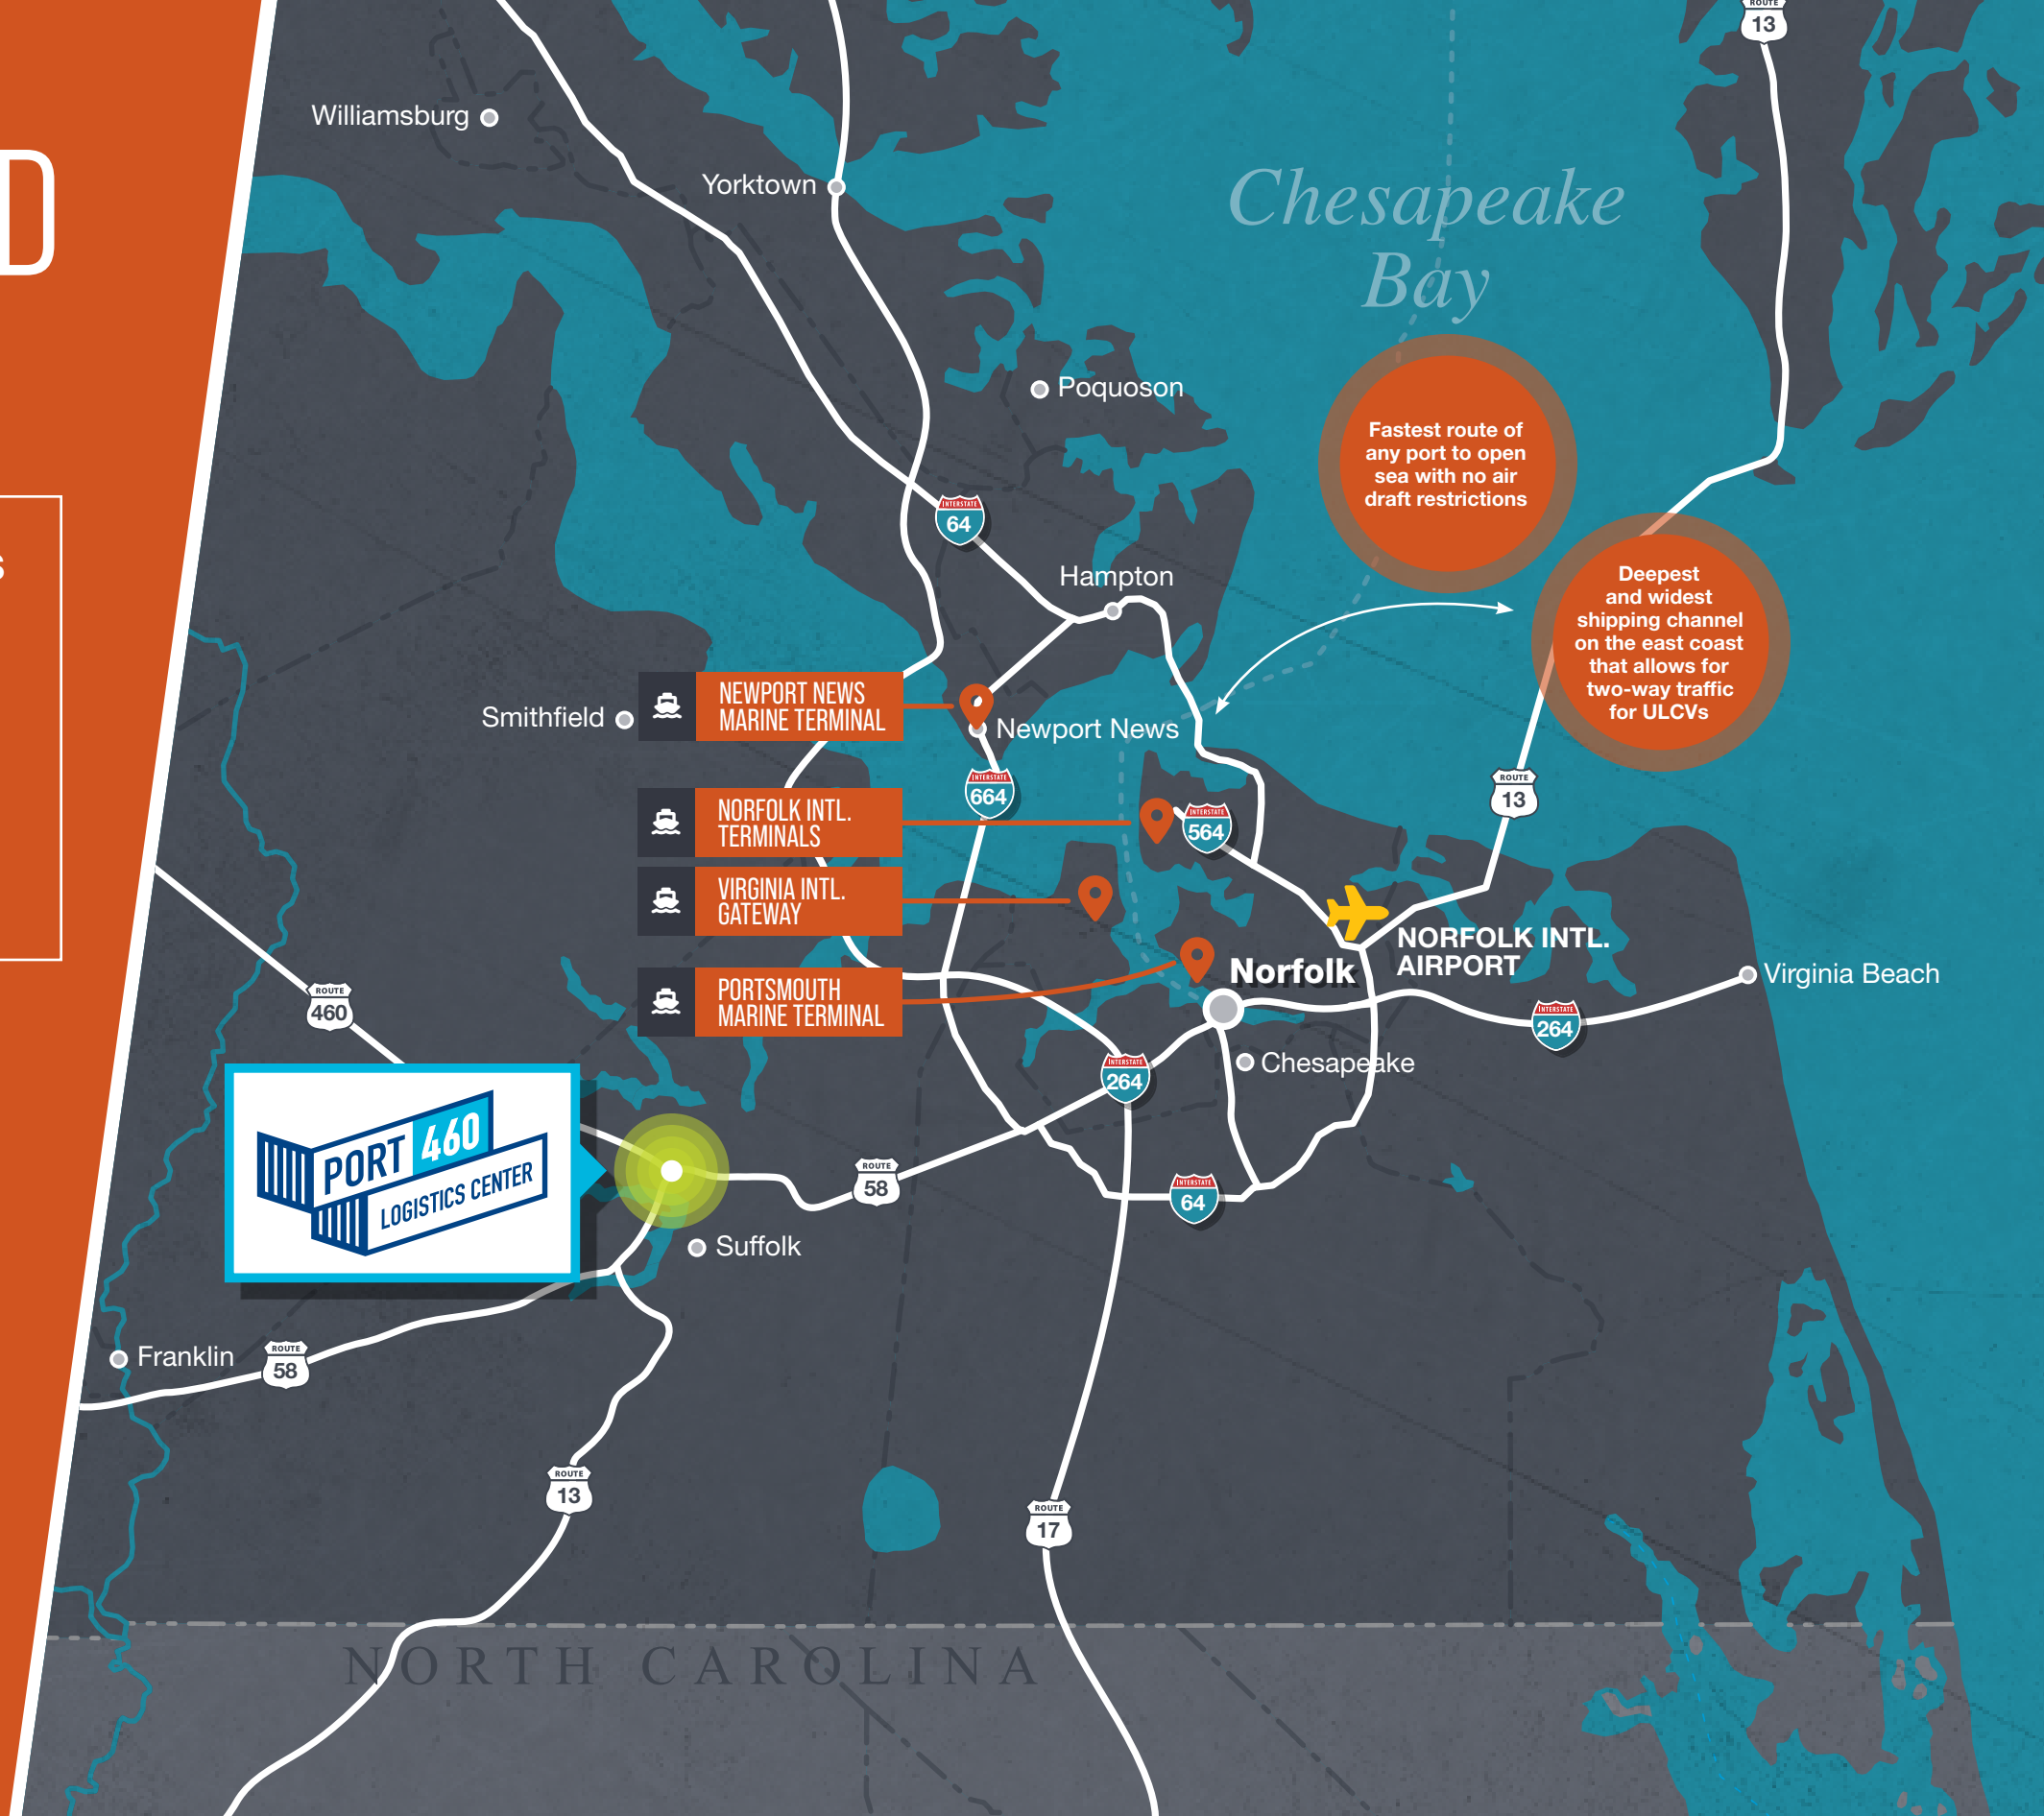 D
S
ROUTE
13
Williamsburg
Yorktown
Chesapeake
Bay
Poquoson
Fastest route of
any port to open
sea with no air
draft restrictions
INTERSTATE
64
Hampton
Deepest
and widest
shipping channel
on the east coast
that allows for
two-way traffic
for ULCVs
Smithfield
NEWPORT NEWS
MARINE TERMINAL
Newport News
INTERSTATE
664
ROUTE
13
NORFOLK INTL.
TERMINALS
INTERSTATE
564
VIRGINIA INTL.
GATEWAY
NORFOLK INTL.
AIRPORT
Norfolk
Virginia Beach
PORTSMOUTH
MARINE TERMINAL
ROUTE
460
INTERSTATE
264
Chesapeake
INTERSTATE
264
PORT 460
LOGISTICS CENTER
ROUTE
58
INTERSTATE
64
Suffolk
Franklin
ROUTE
58
ROUTE
13
ROUTE
17
NORTH CAROLINA